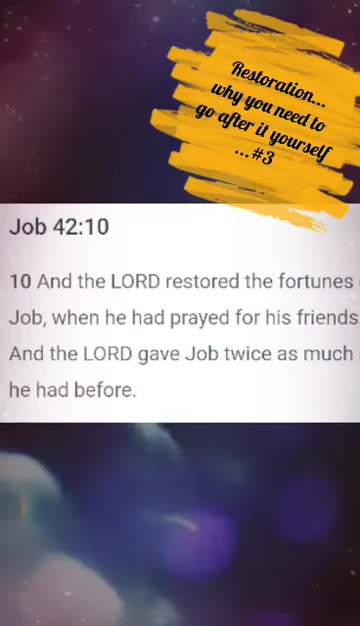 Restoration...
why you need to
go after it yourself
...#3
Job 42:10
10 And the LORD restored the fortunes
Job, when he had prayed for his friends
And the LORD gave Job twice as much
he had before.